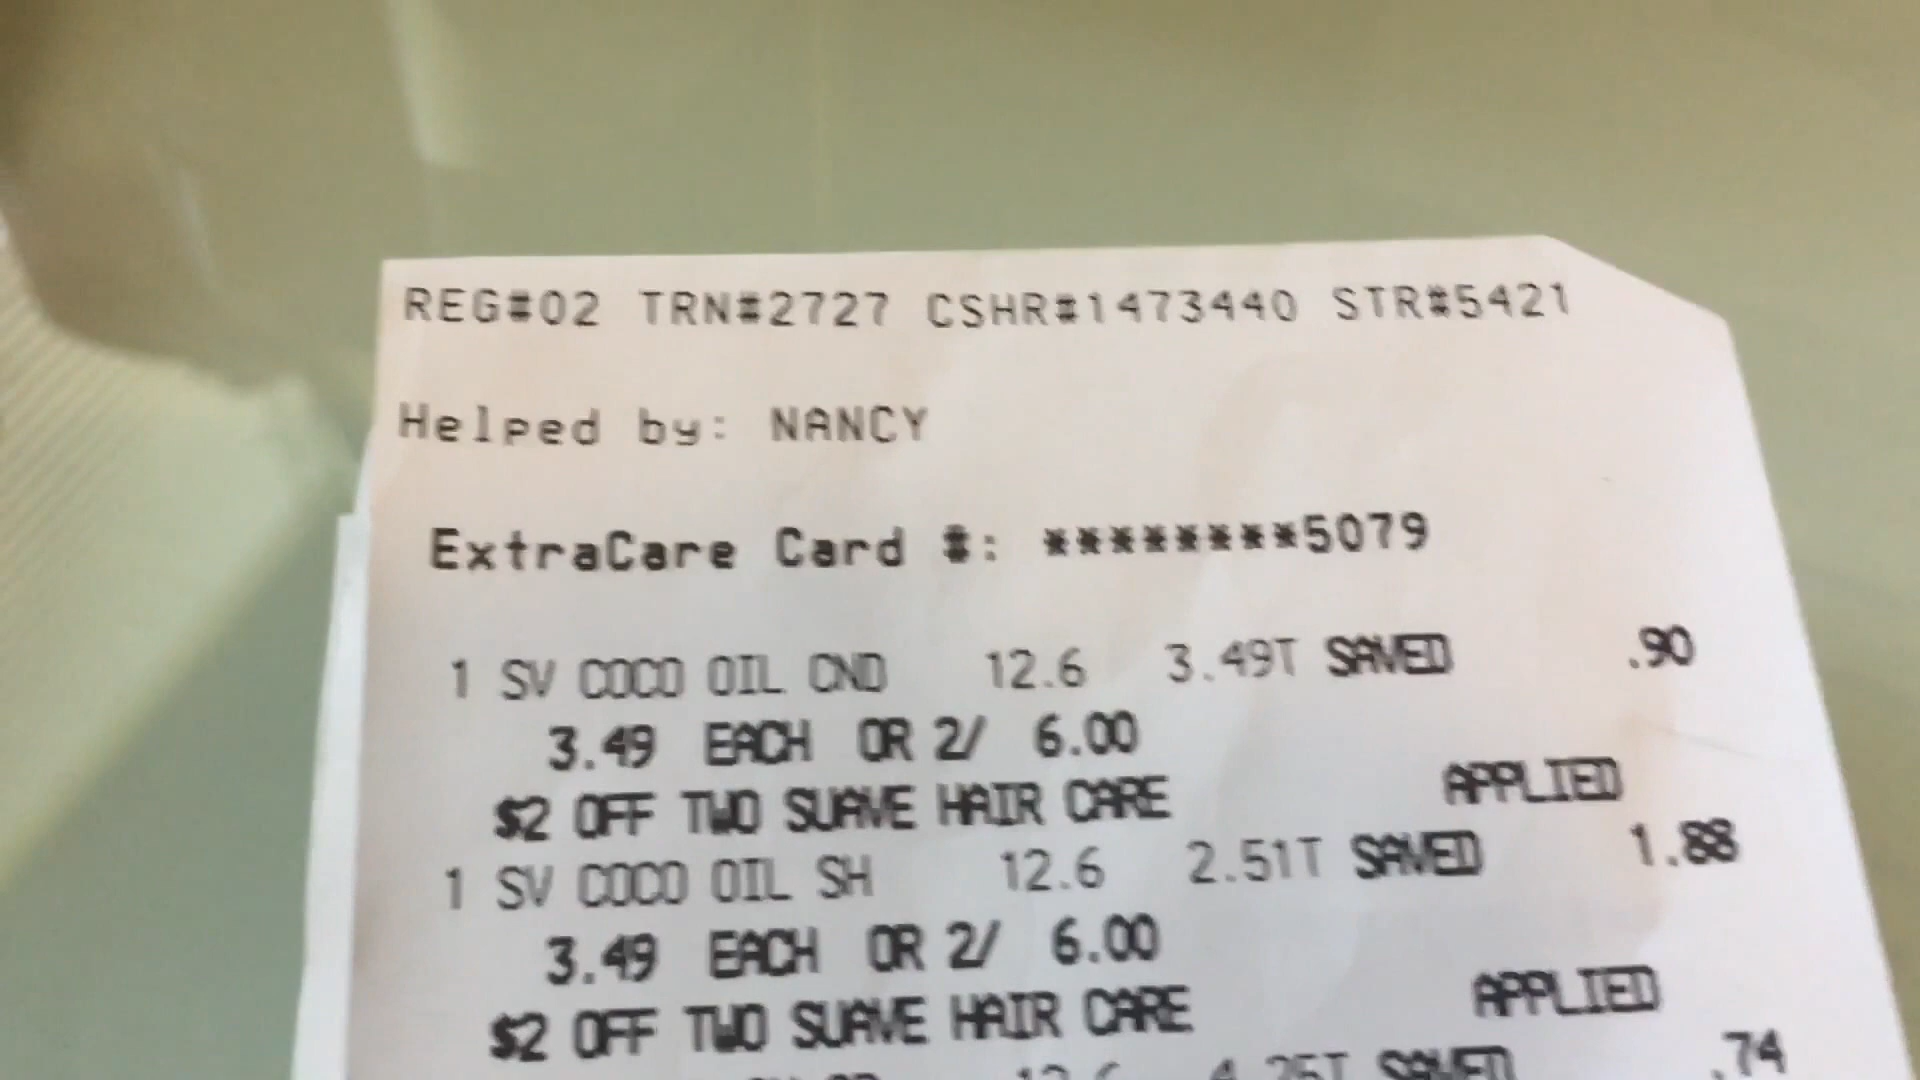 REG#02 TRN#2727 CSHR#1473440 STR#5421
Helped by: NANCY
ExtraCare Card #: ********5079
1 SV COCO OIL CND 12.6 3.49T SAVED .90
3.49 EACH OR 2/ 6.00
$2 OFF TWO SUAVE HAIR CARE APPLIED
1 SV COCO OIL SH 12.6 2.51T SAVED 1.88
3.49 EACH OR 2/ 6.00
$2 OFF TWO SUAVE HAIR CARE APPLIED
SAVED .74